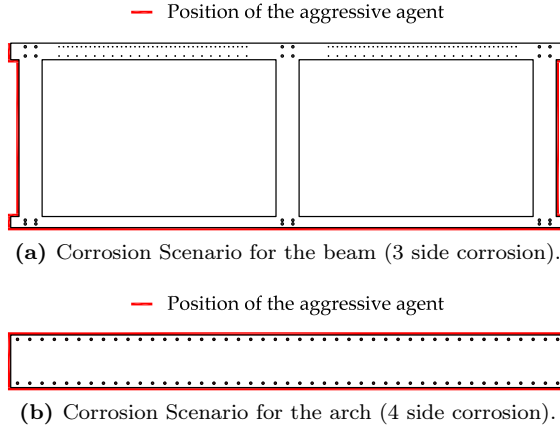 Position of the aggressive agent
(a) Corrosion Scenario for the beam (3 side corrosion).
Position of the aggressive agent
(b) Corrosion Scenario for the arch (4 side corrosion).